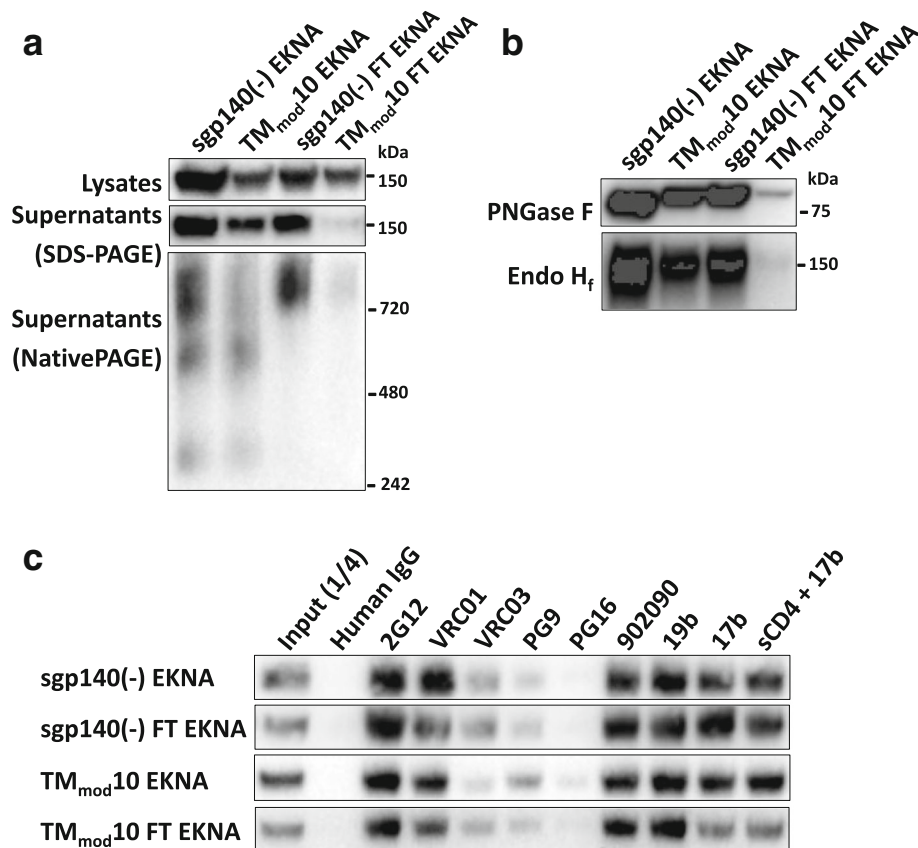 a
sgp140(-) EKNA
TMmod10 EKNA
sgp140(-) FT EKNA
TMmod10 FT EKNA
kDa
Lysates
150
Supernatants
(SDS-PAGE)
150
Supernatants
(NativePAGE)
720
480
242
b
sgp140(-) EKNA
TMmod10 EKNA
sgp140(-) FT EKNA
TMmod10 FT EKNA
kDa
PNGase F
75
Endo Hf
150
c
Input (1/4)
Human IgG
2G12
VRC01
VRC03
PG9
PG16
902090
19b
17b
sCD4 + 17b
sgp140(-) EKNA
sgp140(-) FT EKNA
TMmod10 EKNA
TMmod10 FT EKNA